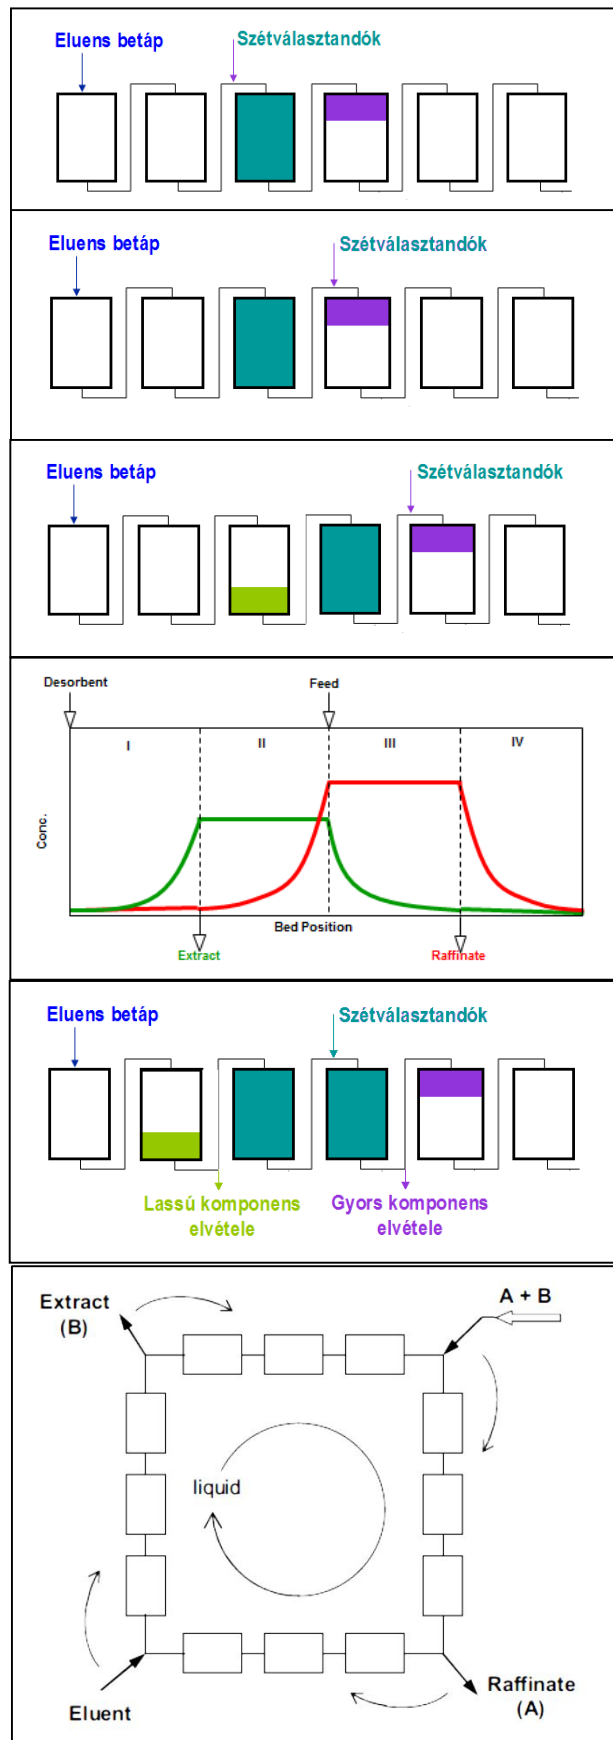 Eluens betáp
Szétválasztandók
Eluens betáp
Szétválasztandók
Eluens betáp
Szétválasztandók
Desorbent
Feed
I
II
III
IV
Conc.
Bed Position
Extract
Raffinate
Eluens betáp
Szétválasztandók
Lassú komponens
elvétele
Gyors komponens
elvétele
Extract
(B)
A + B
liquid
Eluent
Raffinate
(A)